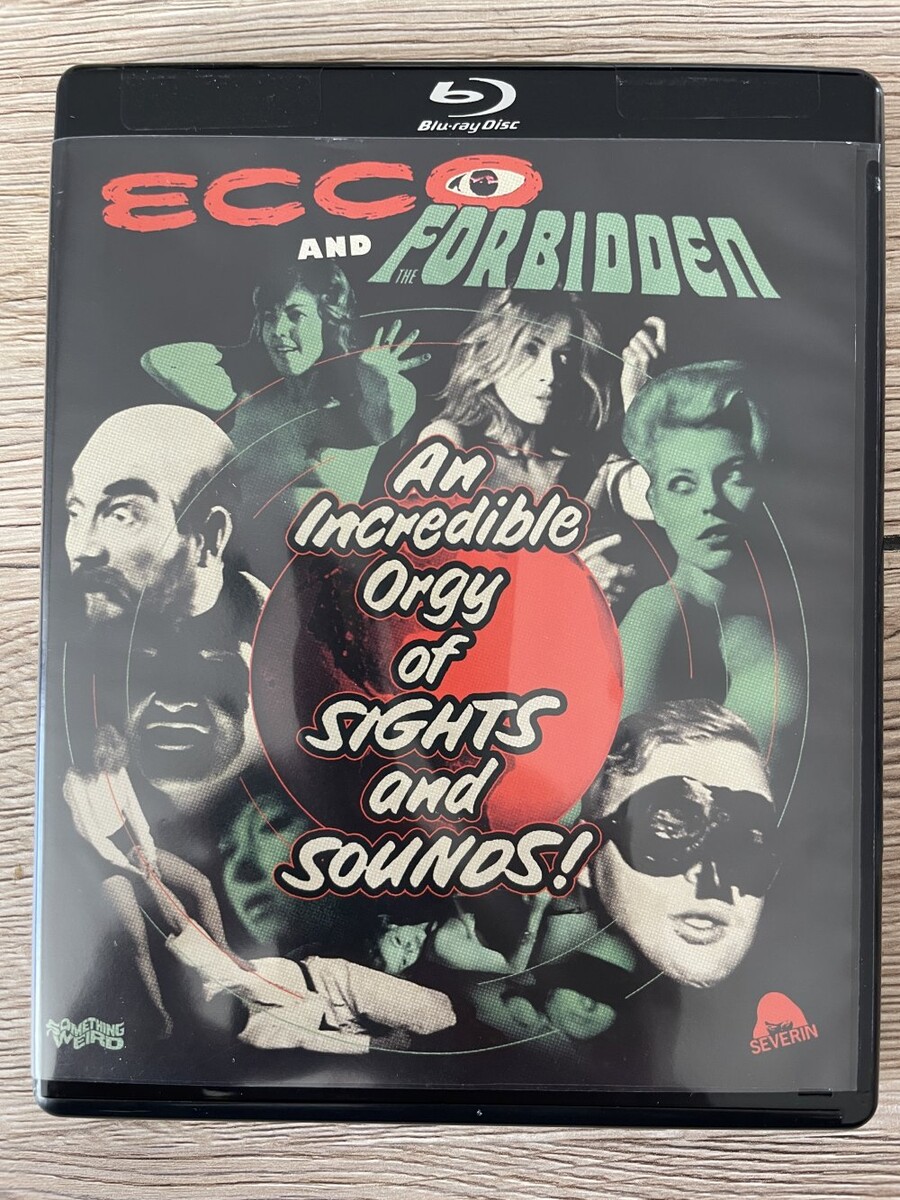 Blu-ray Disc
ECCO
AND THE FORBIDDEN
An
Incredible
Orgy
of
SIGHTS
and
SOUNDS!
SOMETHING
WEIRD
SEVERIN